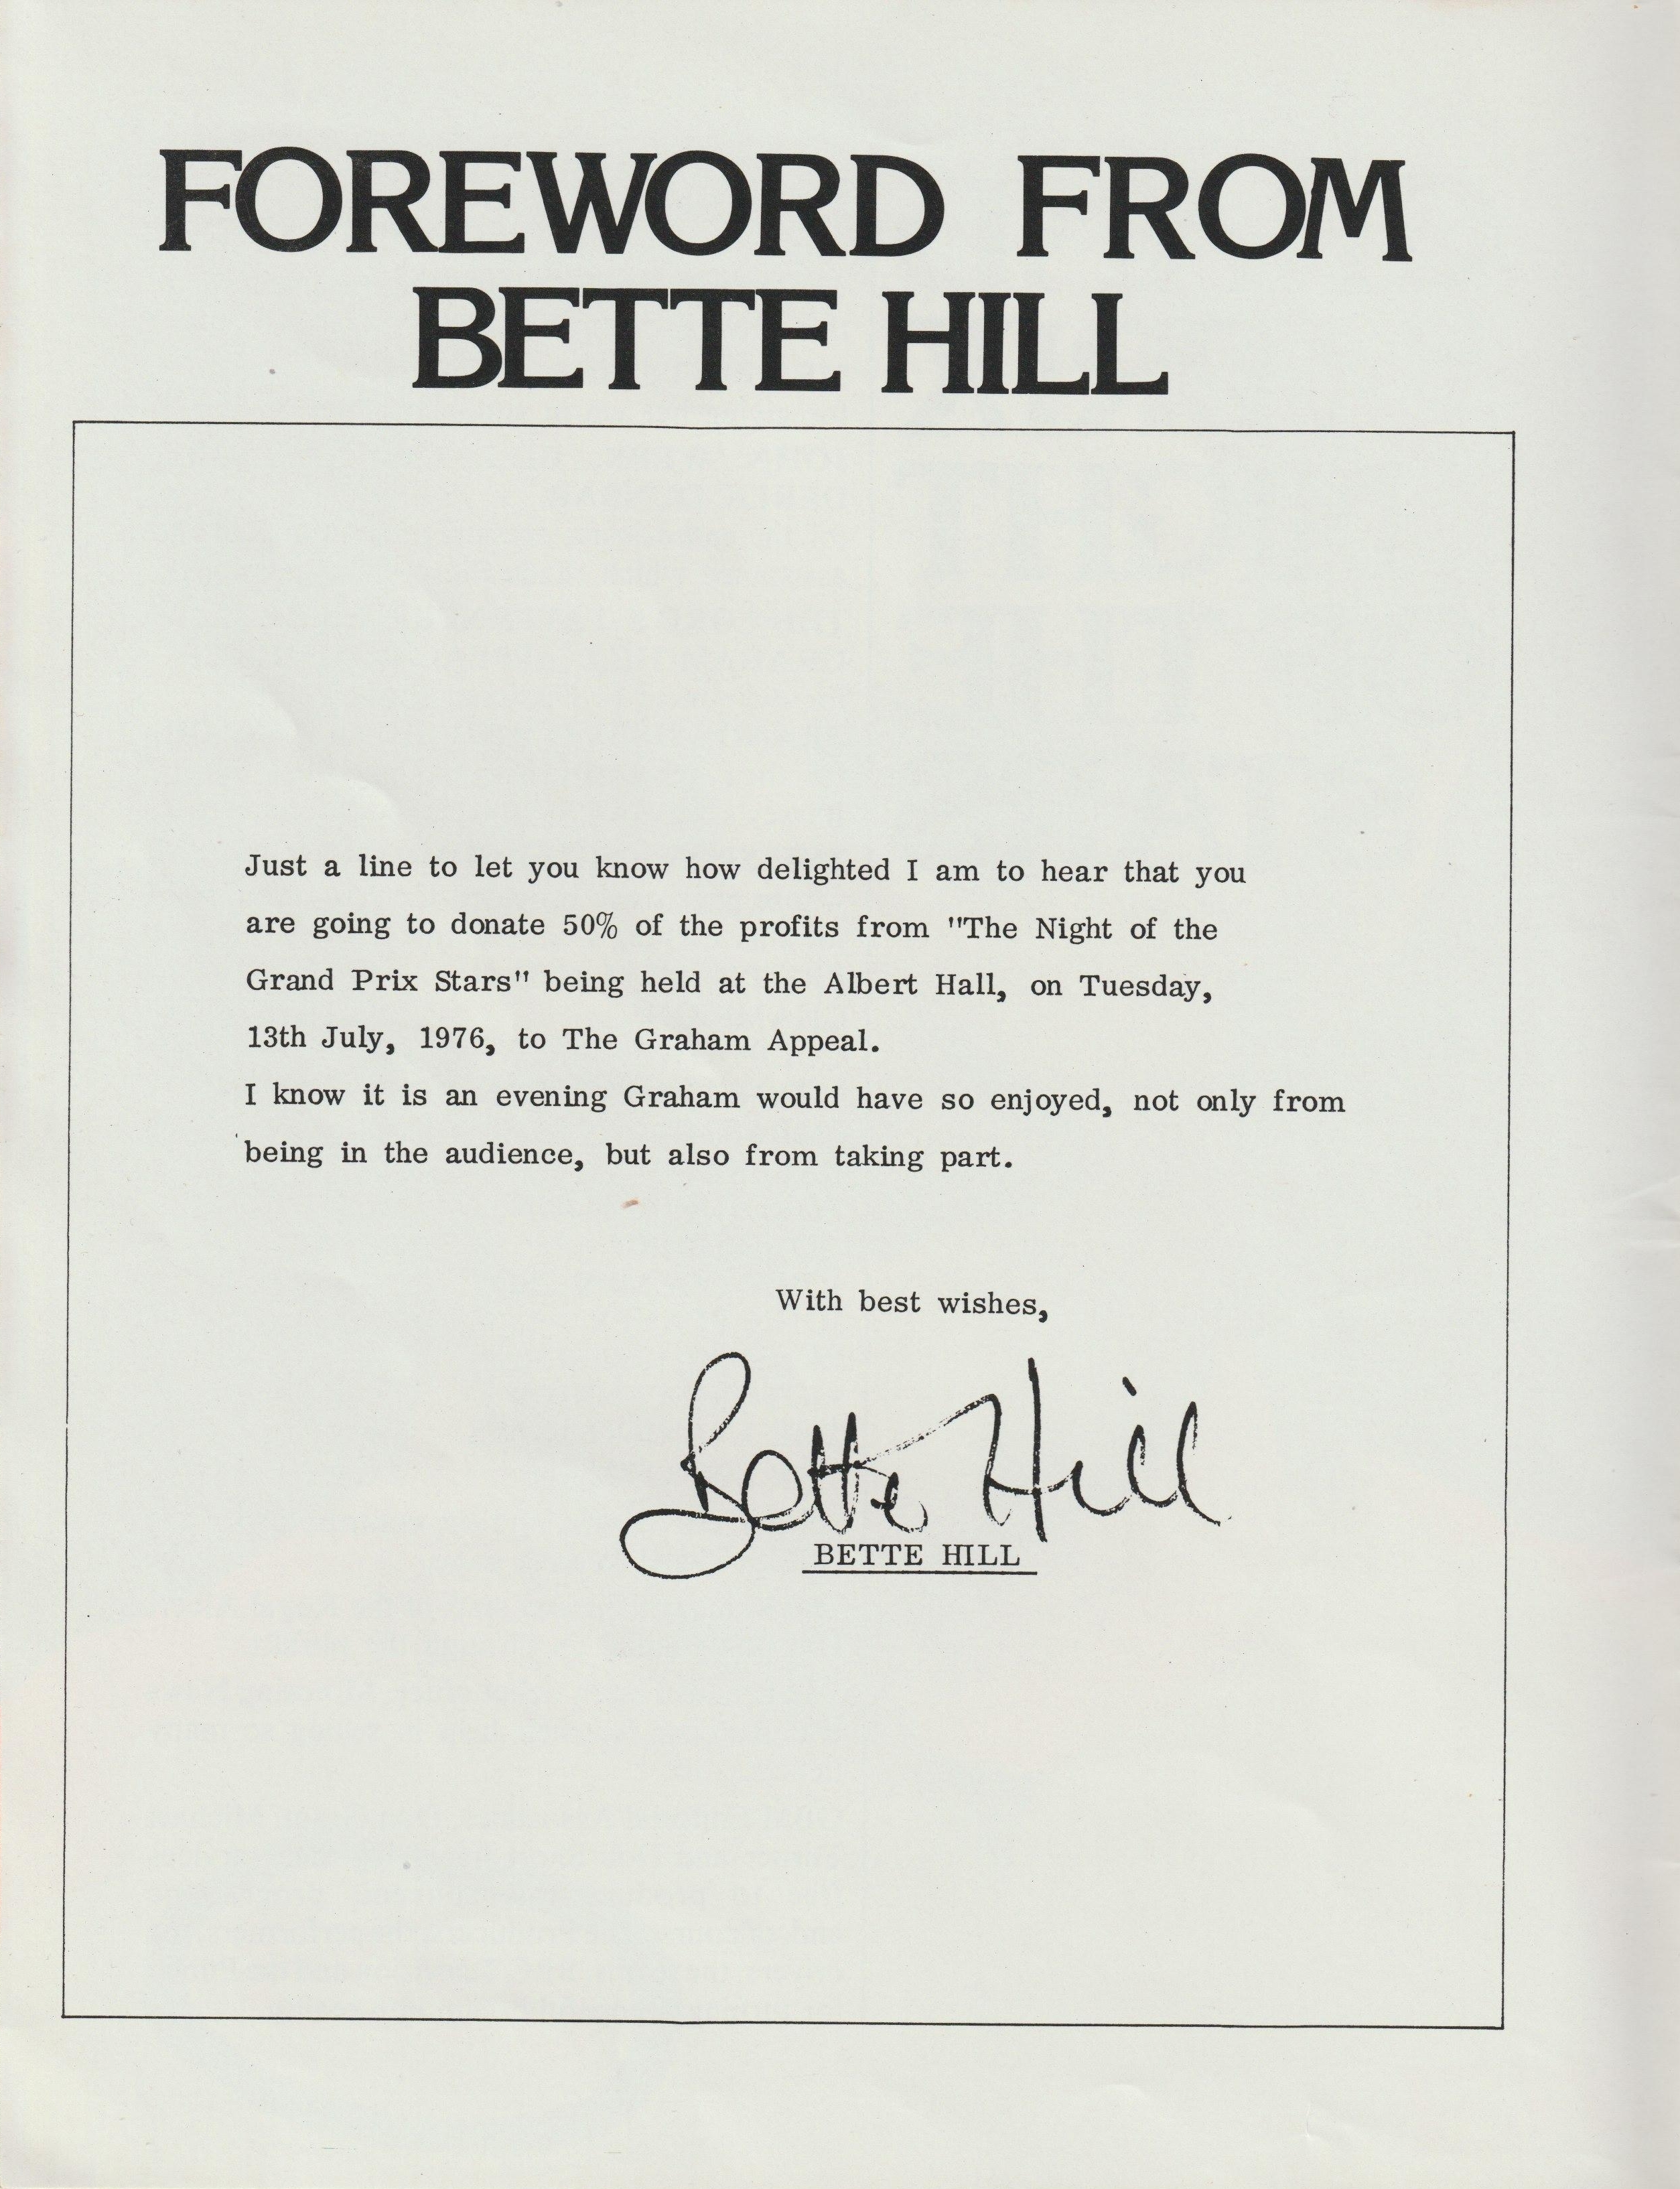 FOREWORD FROM
BETTE HILL
Just a line to let you know how delighted I am to hear that you
are going to donate 50% of the profits from "The Night of the
Grand Prix Stars" being held at the Albert Hall, on Tuesday,
13th July, 1976, to The Graham Appeal.
I know it is an evening Graham would have so enjoyed, not only from
being in the audience, but also from taking part.
With best wishes,
Bette Hill
BETTE HILL